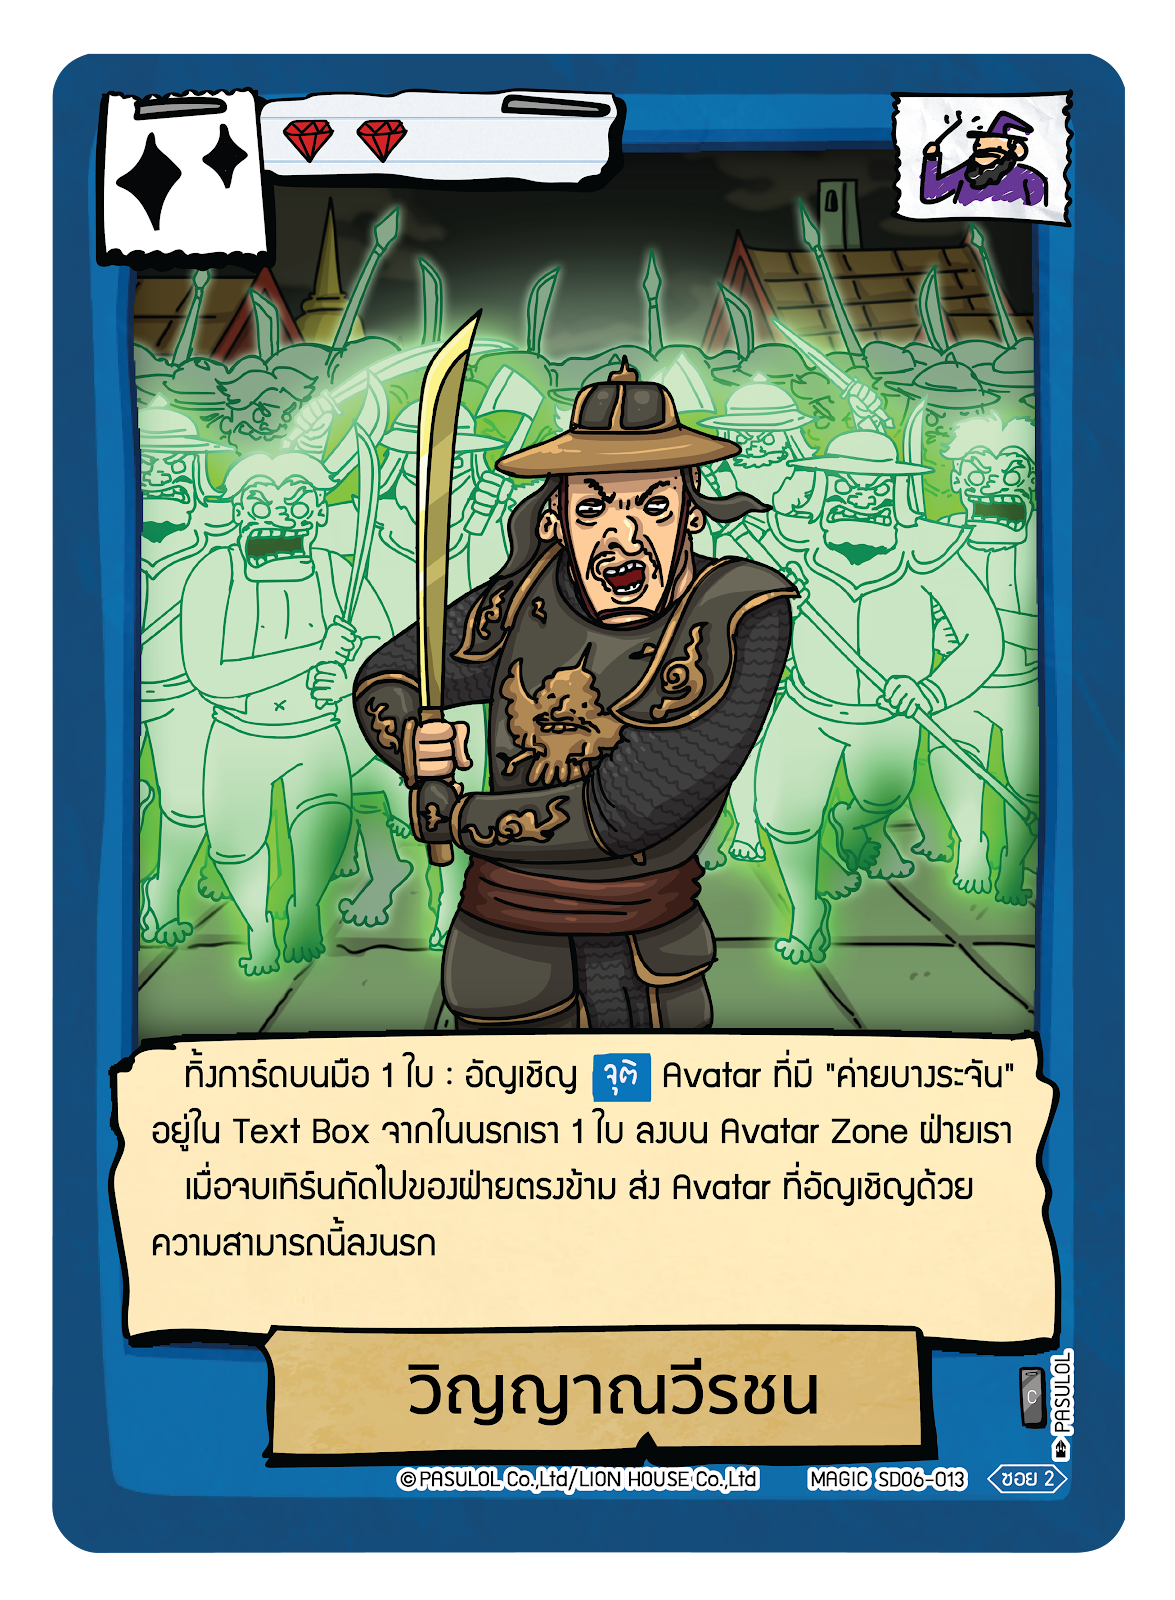 ทิ้งการ์ดบนมือ 1 ใบ : อัญเชิญ จุติ Avatar ที่มี "ค่ายบางระจัน"
อยู่ใน Text Box จากในนรกเรา 1 ใบ ลงบน Avatar Zone ฝ่ายเรา
เมื่อจบเทิร์นถัดไปของฝ่ายตรงข้าม ส่ง Avatar ที่อัญเชิญด้วย
ความสามารถนี้ลงนรก
วิญญาณวีรชน
C
PASULOL
©PASULOL Co.,Ltd/LION HOUSE Co.,Ltd MAGIC SD06-013 ซอย 2